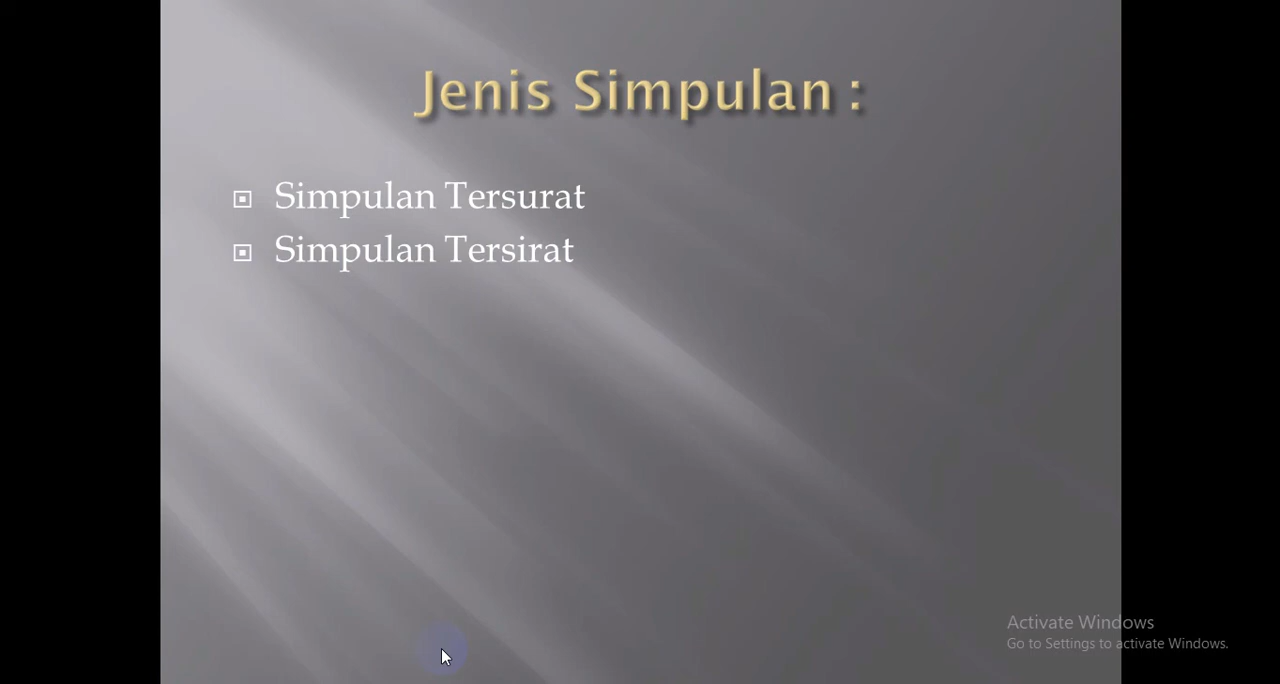 Jenis Simpulan :
Simpulan Tersurat
Simpulan Tersirat
Activate Windows
Go to Settings to activate Windows.